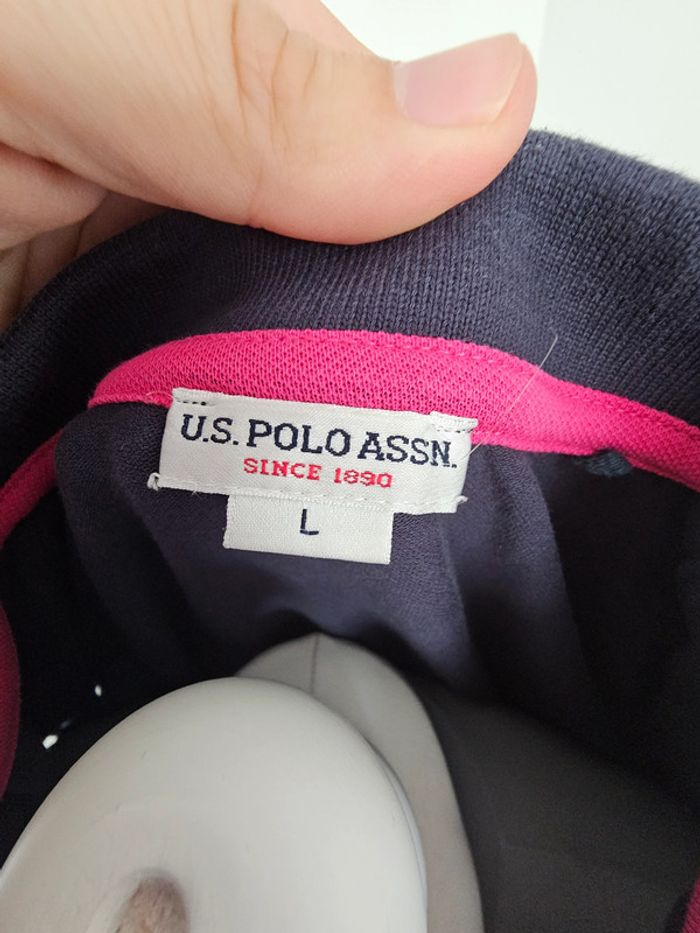 U.S. POLO ASSN.
SINCE 1890
L